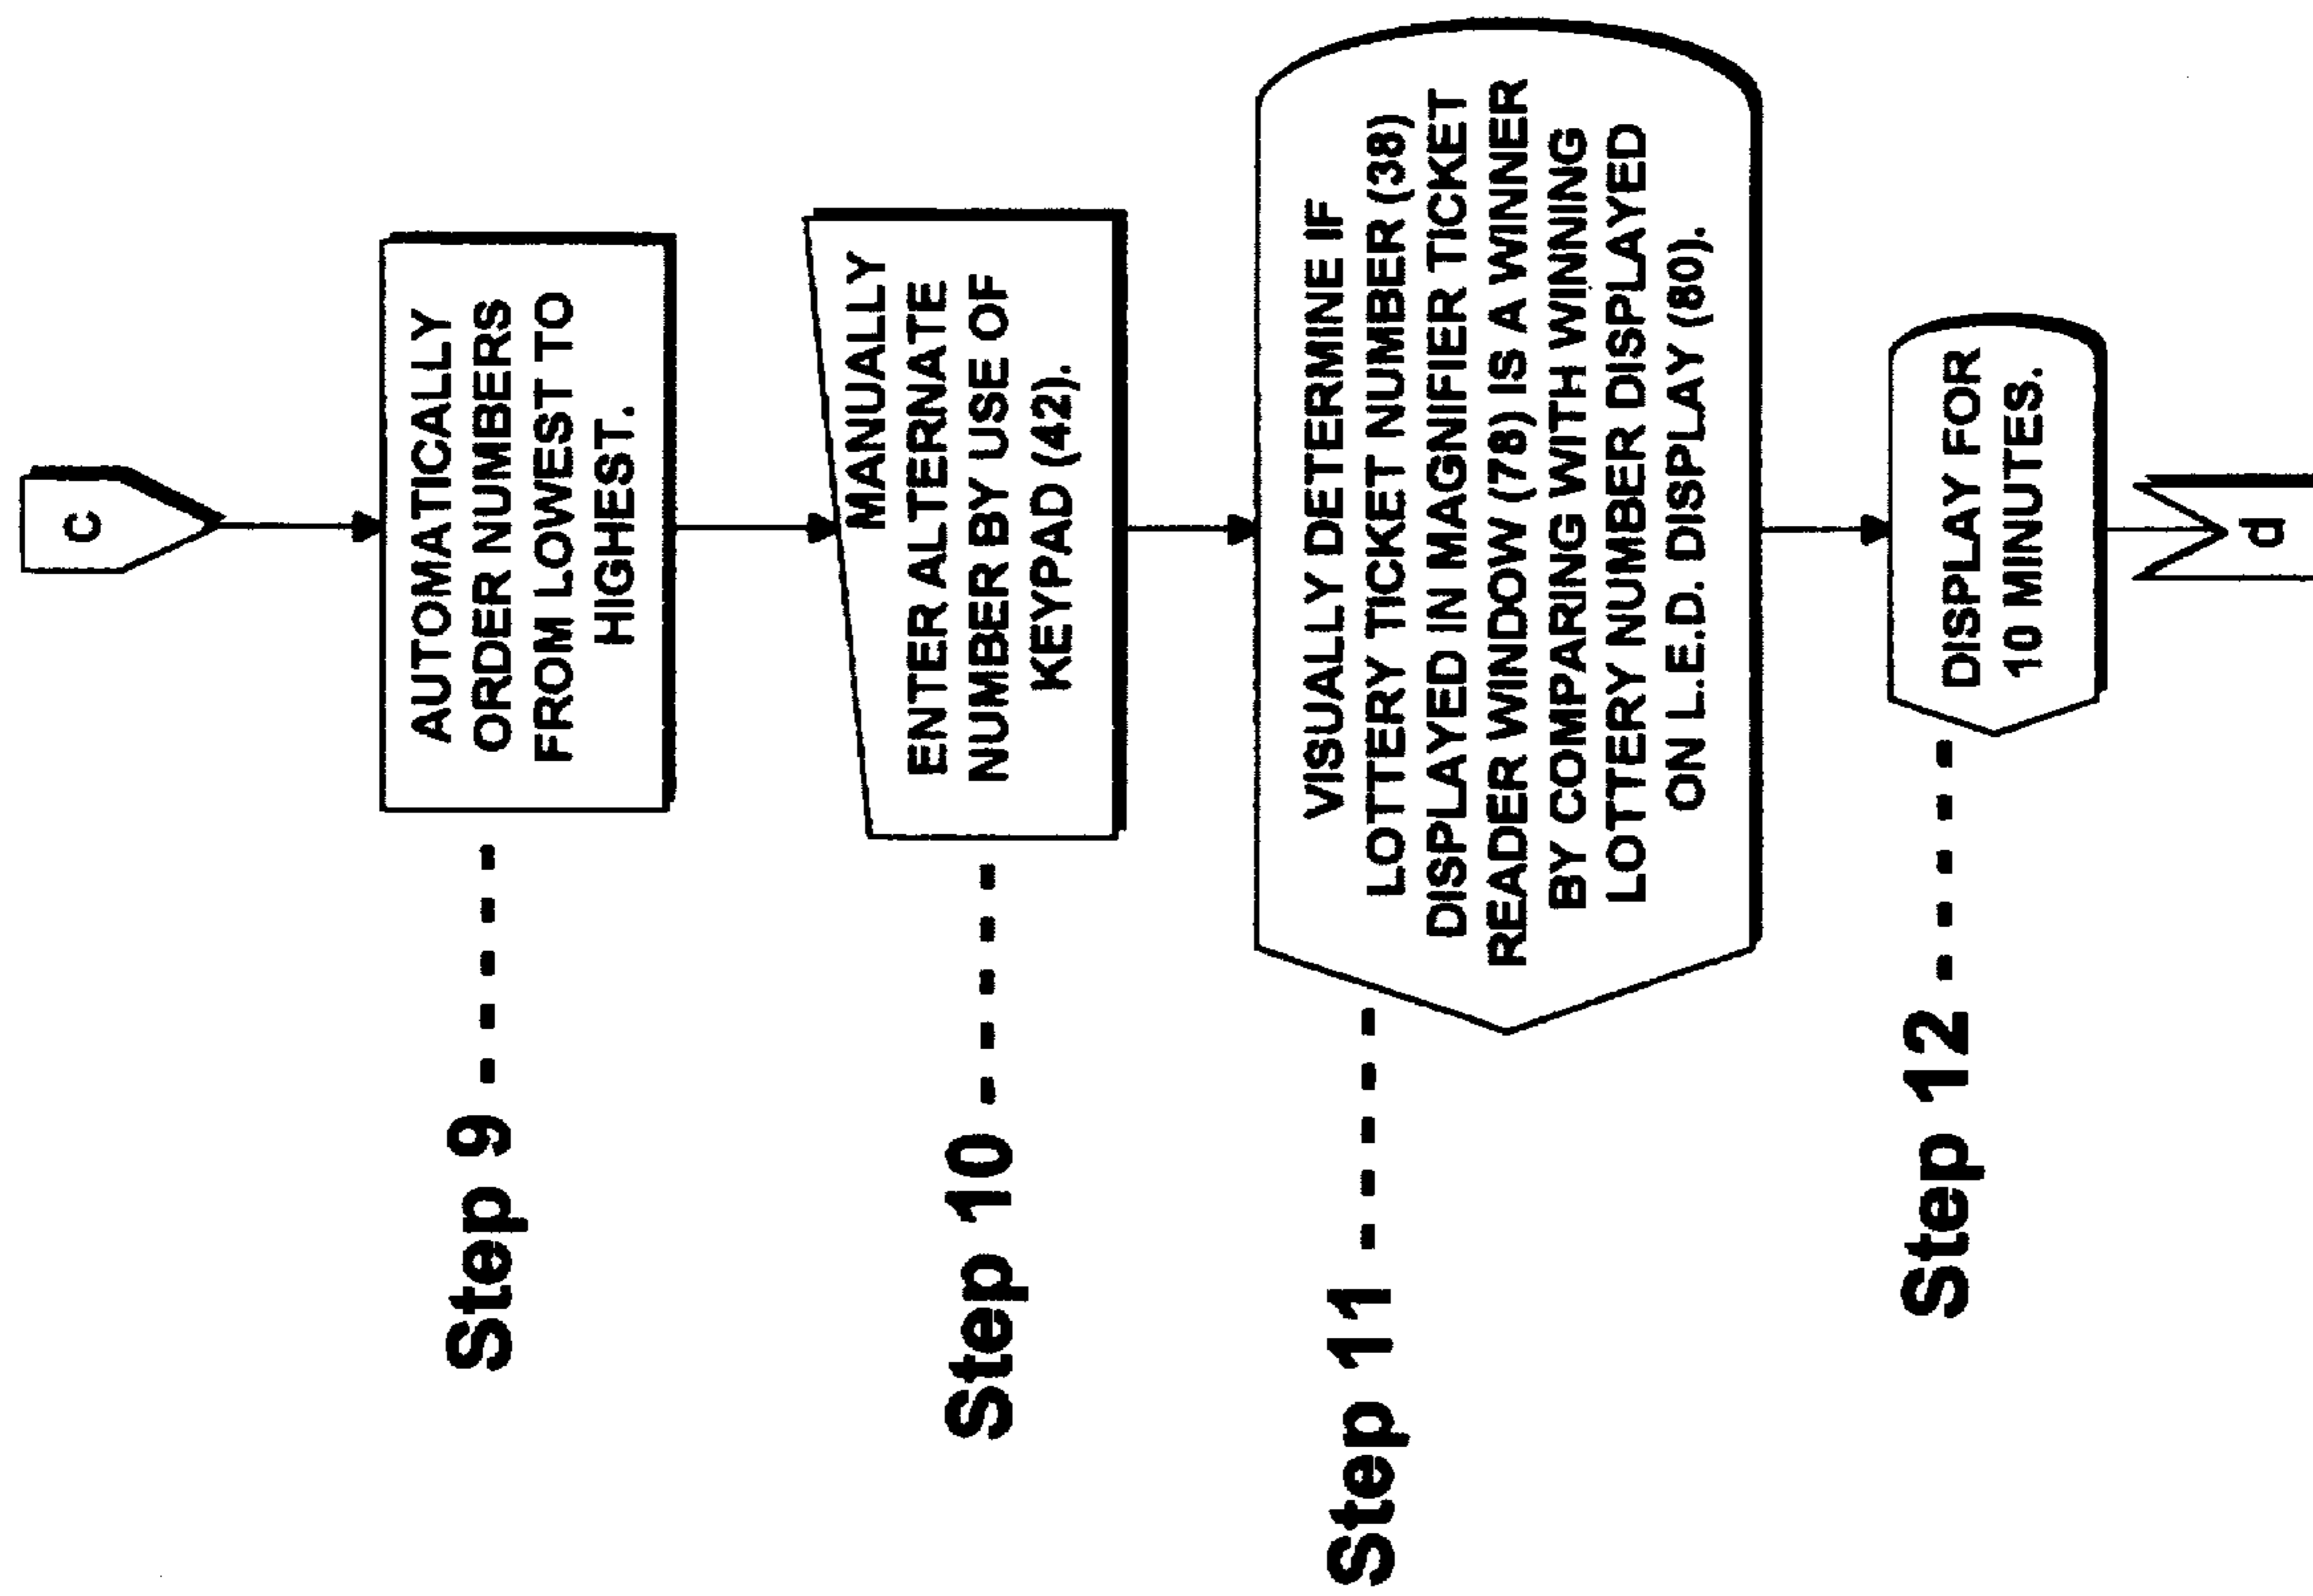 c
Step 9
AUTOMATICALLY
ORDER NUMBERS
FROM LOWEST TO
HIGHEST.
Step 10
MANUALLY
ENTER ALTERNATE
NUMBER BY USE OF
KEYPAD (42).
Step 11
VISUALLY DETERMINE IF
LOTTERY TICKET NUMBER (38)
DISPLAYED IN MAGNIFIER TICKET
READER WINDOW (78) IS A WINNER
BY COMPARING WITH WINNING
LOTTERY NUMBER DISPLAYED
ON L.E.D. DISPLAY (80).
Step 12
DISPLAY FOR
10 MINUTES.
d